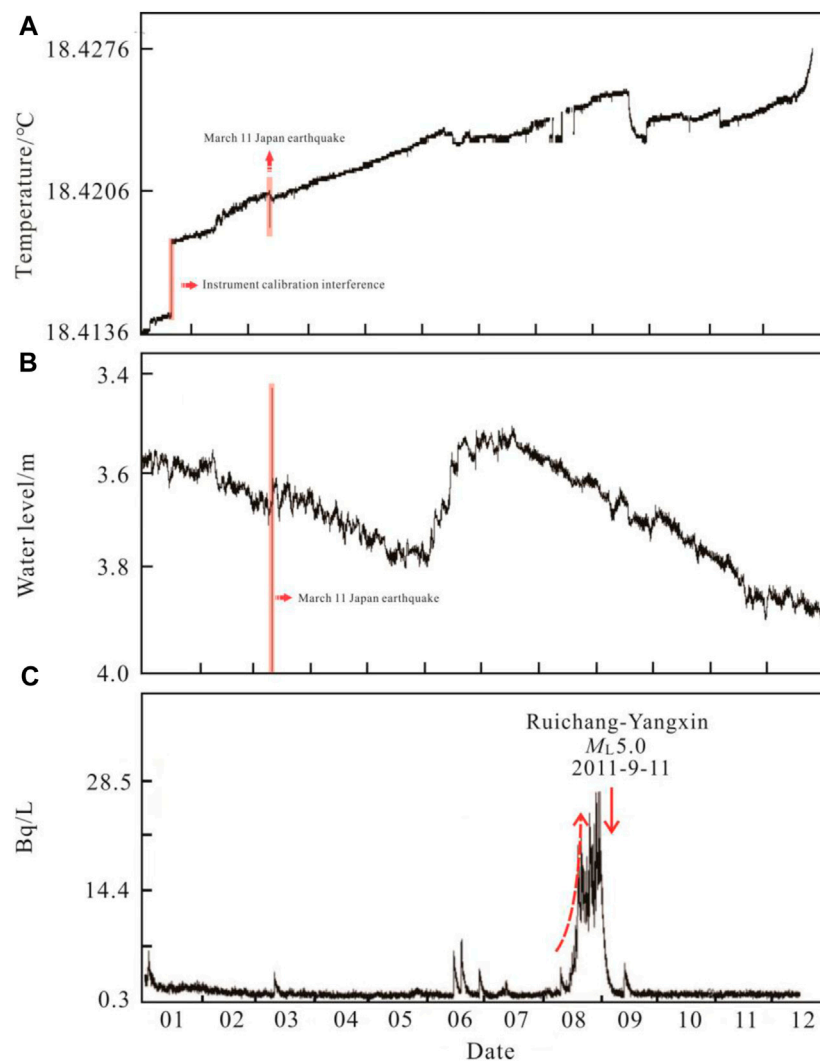 A
18.4276
March 11 Japan earthquake
18.4206
Temperature/℃
Instrument calibration interference
18.4136
B
3.4
3.6
Water level/m
3.8
March 11 Japan earthquake
4.0
C
Ruichang-Yangxin
ML5.0
2011-9-11
28.5
Bq/L
14.4
0.3
01 02 03 04 05 06 07 08 09 10 11 12
Date